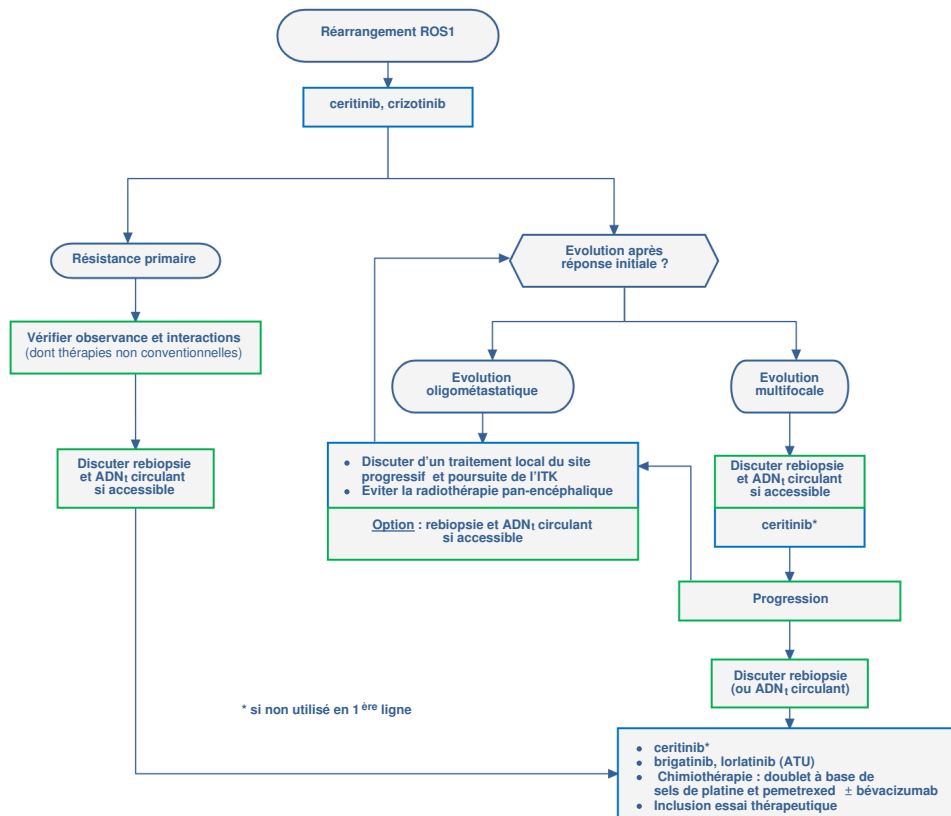 Réarrangement ROS1
ceritinib, crizotinib
Résistance primaire
Evolution après
réponse initiale ?
Vérifier observance et interactions
(dont thérapies non conventionnelles)
Evolution
oligométastatique
Evolution
multifocale
Discuter rebiopsie
et ADNt circulant
si accessible
• Discuter d'un traitement local du site
progressif et poursuite de l'ITK
• Eviter la radiothérapie pan-encéphalique
Option : rebiopsie et ADNt circulant
si accessible
Discuter rebiopsie
et ADNt circulant
si accessible
ceritinib*
Progression
Discuter rebiopsie
(ou ADNt circulant)
* si non utilisé en 1ère ligne
• ceritinib*
• brigatinib, lorlatinib (ATU)
• Chimiothérapie : doublet à base de
sels de platine et pemetrexed ± bévacizumab
• Inclusion essai thérapeutique